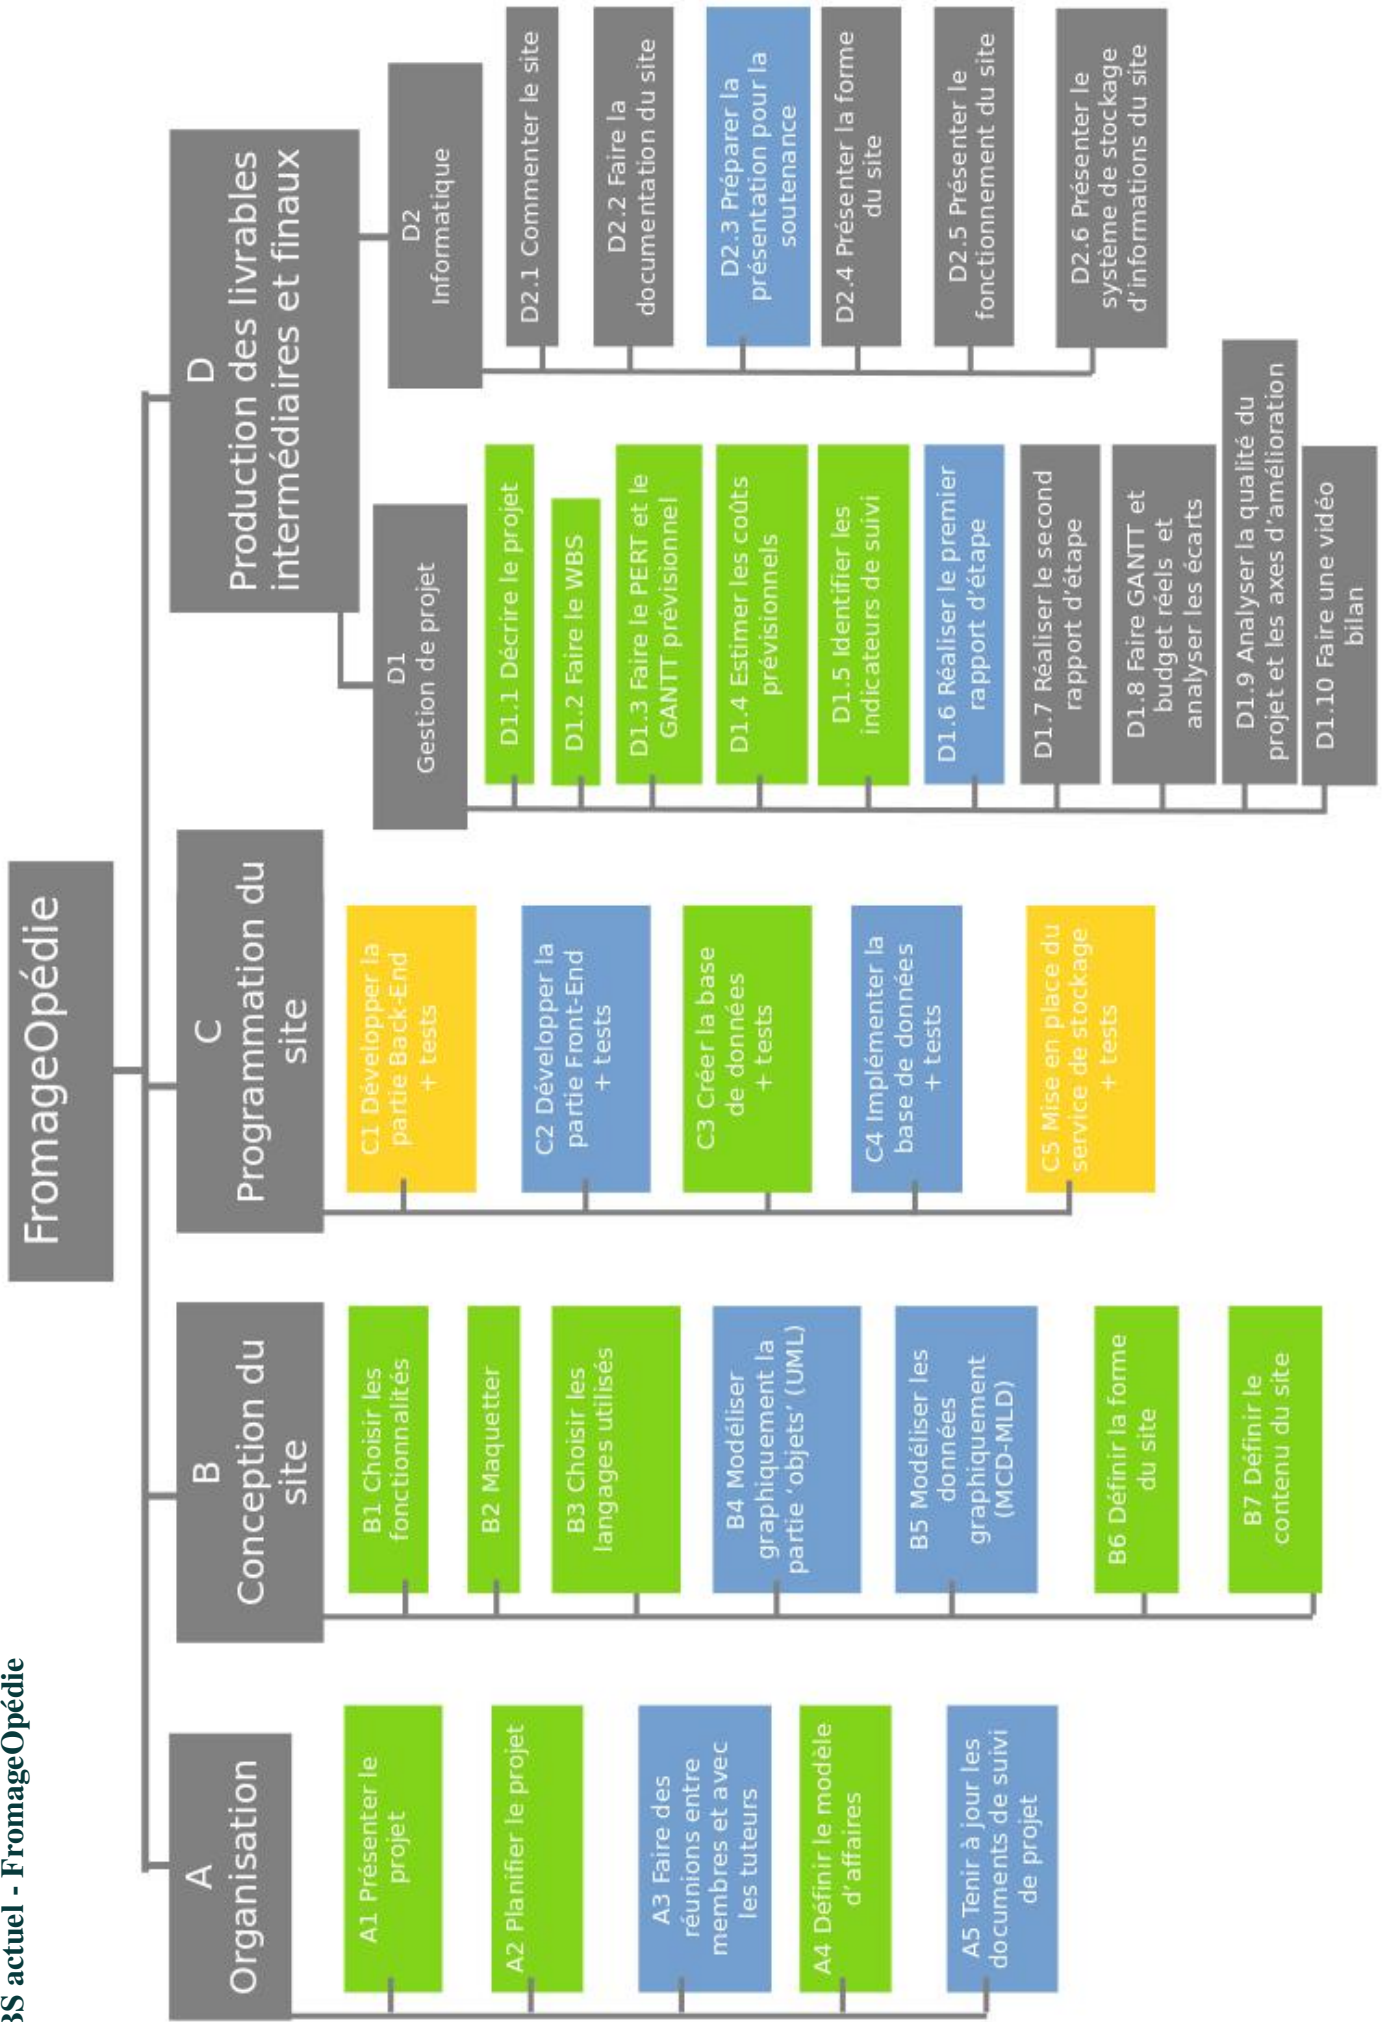 BS actuel - FromageOpédie
FromageOpédie
A
Organisation
A1 Présenter le
projet
A2 Planifier le projet
A3 Faire des
réunions entre
membres et avec
les tuteurs
A4 Définir le modèle
d'affaires
A5 Tenir à jour les
documents de suivi
de projet
B
Conception du
site
B1 Choisir les
fonctionnalités
B2 Maquetter
B3 Choisir les
langages utilisés
B4 Modéliser
graphiquement la
partie ‘objets’ (UML)
B5 Modéliser les
données
graphiquement
(MCD-MLD)
B6 Définir la forme
du site
B7 Définir le
contenu du site
C
Programmation du
site
C1 Développer la
partie Back-End
+ tests
C2 Développer la
partie Front-End
+ tests
C3 Créer la base
de données
+ tests
C4 Implémenter la
base de données
+ tests
C5 Mise en place du
service de stockage
+ tests
D
Production des livrables
intermédiaires et finaux
D1
Gestion de projet
D1.1 Décrire le projet
D1.2 Faire le WBS
D1.3 Faire le PERT et le
GANTT prévisionnel
D1.4 Estimer les coûts
prévisionnels
D1.5 Identifier les
indicateurs de suivi
D1.6 Réaliser le premier
rapport d'étape
D1.7 Réaliser le second
rapport d'étape
D1.8 Faire GANTT et
budget réels et
analyser les écarts
D1.9 Analyser la qualité du
projet et les axes d'amélioration
D1.10 Faire une vidéo
bilan
D2
Informatique
D2.1 Commenter le site
D2.2 Faire la
documentation du site
D2.3 Préparer la
présentation pour la
soutenance
D2.4 Présenter la forme
du site
D2.5 Présenter le
fonctionnement du site
D2.6 Présenter le
système de stockage
d'informations du site